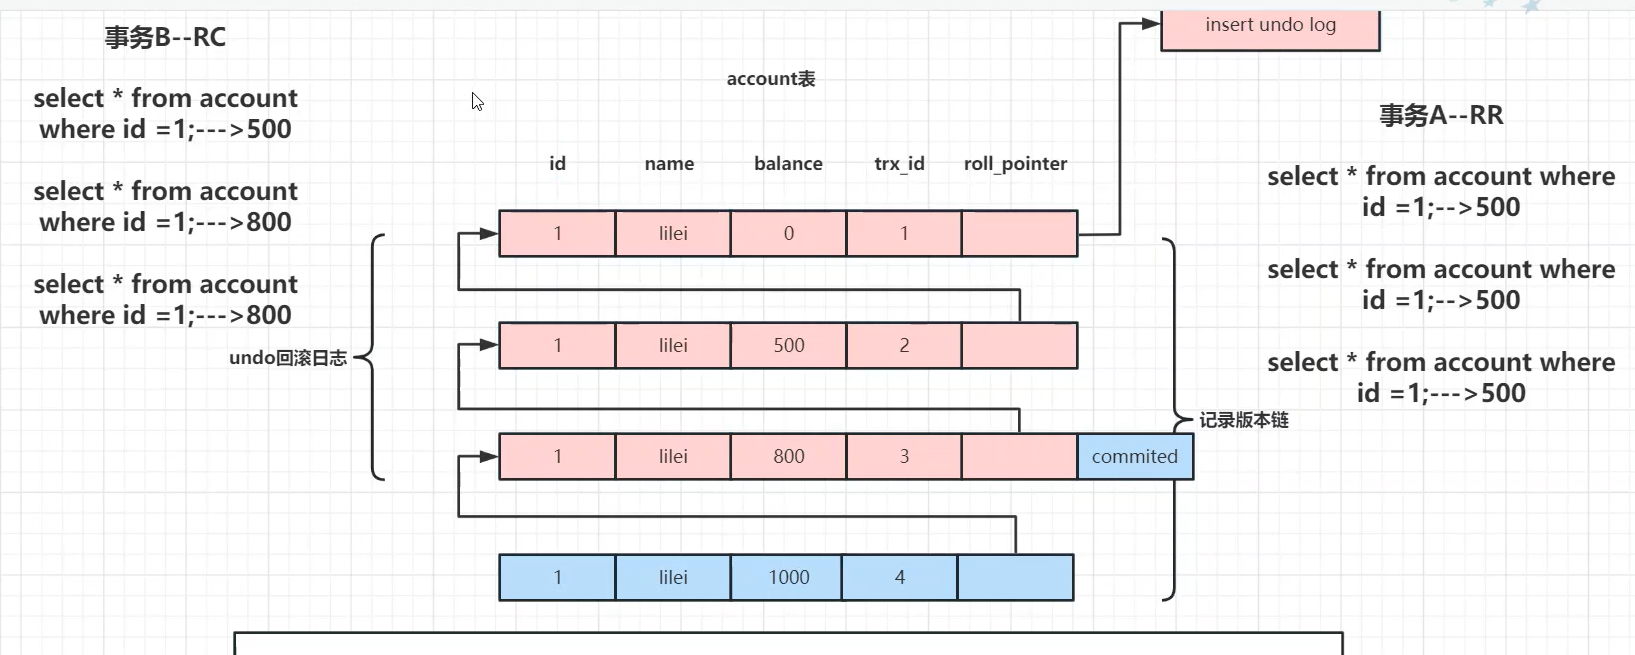 事务B--RC
select * from account
where id =1;--->500
select * from account
where id =1;--->800
select * from account
where id =1;--->800
undo回滚日志
account表
id name balance trx_id roll_pointer
1 lilei 0 1
1 lilei 500 2
1 lilei 800 3 commited
1 lilei 1000 4
insert undo log
事务A--RR
select * from account where
id =1;-->500
select * from account where
id =1;-->500
select * from account where
id =1;--->500
记录版本链